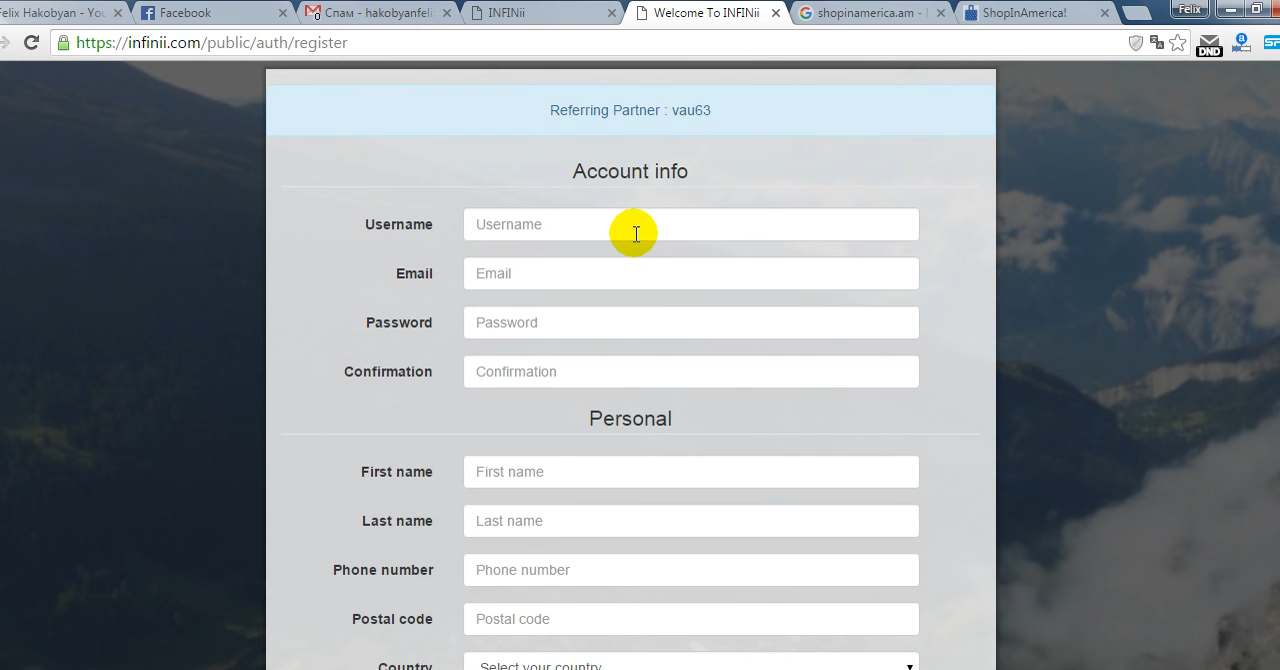 Felix Hakobyan - You
Facebook
Спам - hakobyanfeli
INFINii
Welcome To INFINii
shopinamerica.am -
ShopInAmerica!
Felix
https://infinii.com/public/auth/register
DND
a
Referring Partner : vau63
Account info
Username
Username
Email
Email
Password
Password
Confirmation
Confirmation
Personal
First name
First name
Last name
Last name
Phone number
Phone number
Postal code
Postal code
Country
Select your country